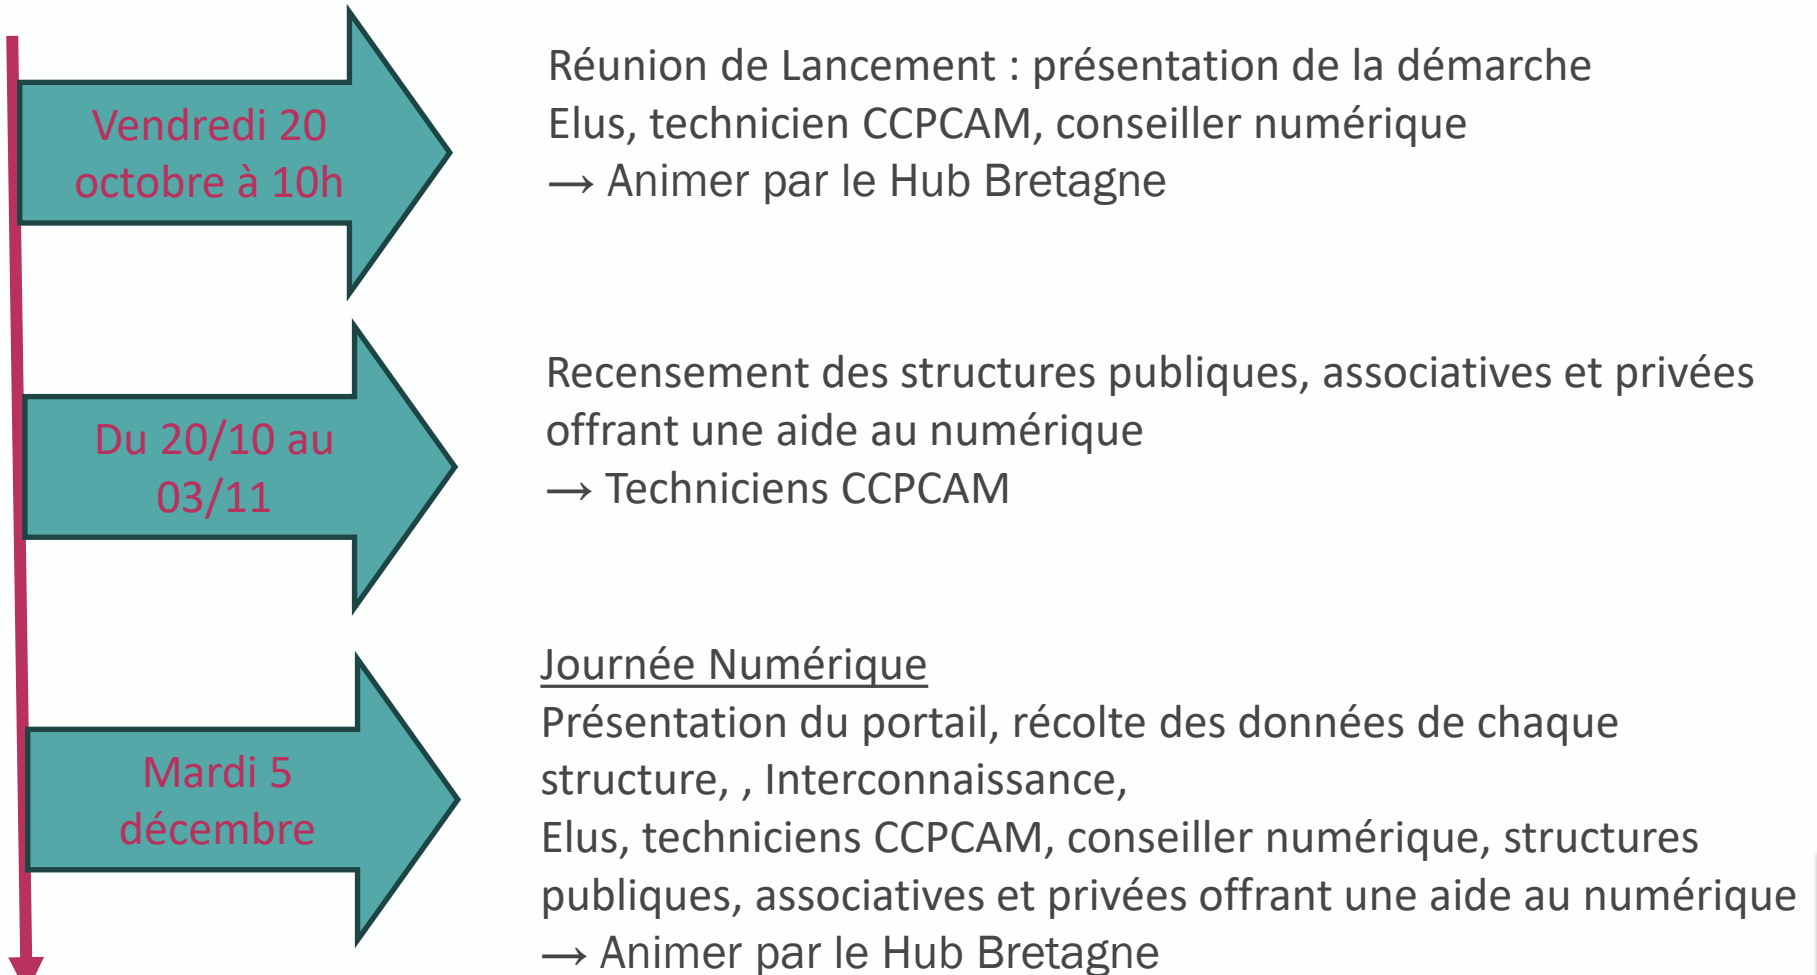 Vendredi 20
octobre à 10h
Réunion de Lancement : présentation de la démarche
Elus, technicien CCPCAM, conseiller numérique
→ Animer par le Hub Bretagne
Du 20/10 au
03/11
Recensement des structures publiques, associatives et privées
offrant une aide au numérique
→ Techniciens CCPCAM
Mardi 5
décembre
Journée Numérique
Présentation du portail, récolte des données de chaque
structure, , Interconnaissance,
Elus, techniciens CCPCAM, conseiller numérique, structures
publiques, associatives et privées offrant une aide au numérique
→ Animer par le Hub Bretagne